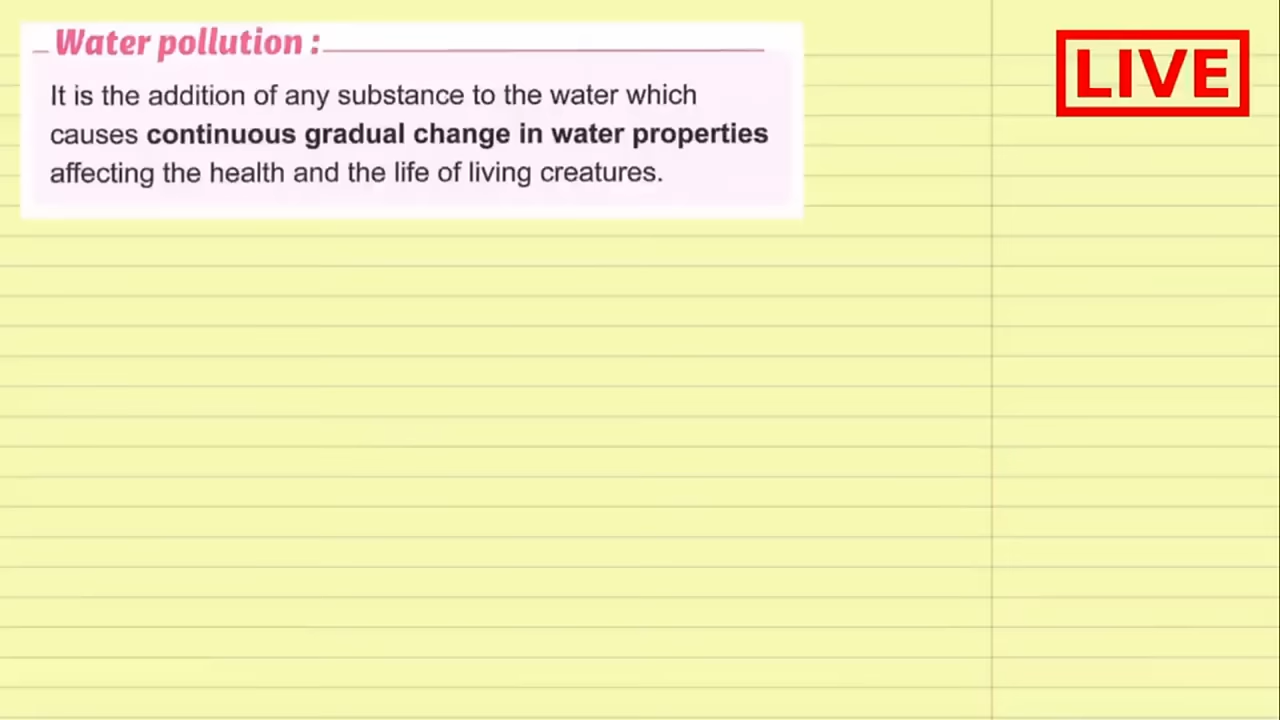 Water pollution :
It is the addition of any substance to the water which
causes continuous gradual change in water properties
affecting the health and the life of living creatures.
LIVE